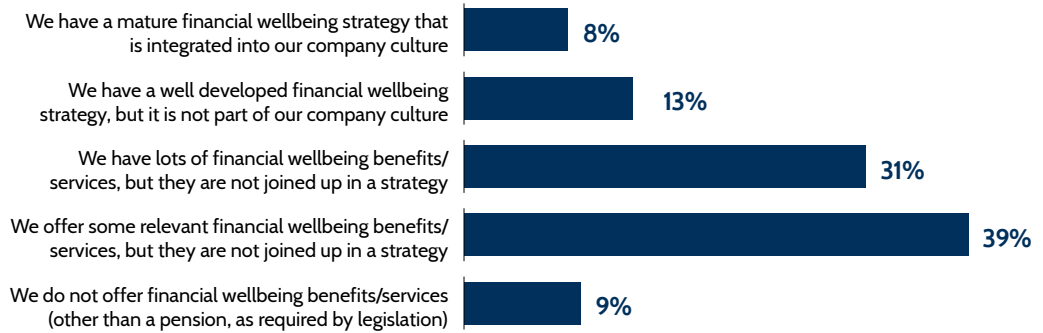 We have a mature financial wellbeing strategy that
is integrated into our company culture
8%
We have a well developed financial wellbeing
strategy, but it is not part of our company culture
13%
We have lots of financial wellbeing benefits/
services, but they are not joined up in a strategy
31%
We offer some relevant financial wellbeing benefits/
services, but they are not joined up in a strategy
39%
We do not offer financial wellbeing benefits/services
(other than a pension, as required by legislation)
9%